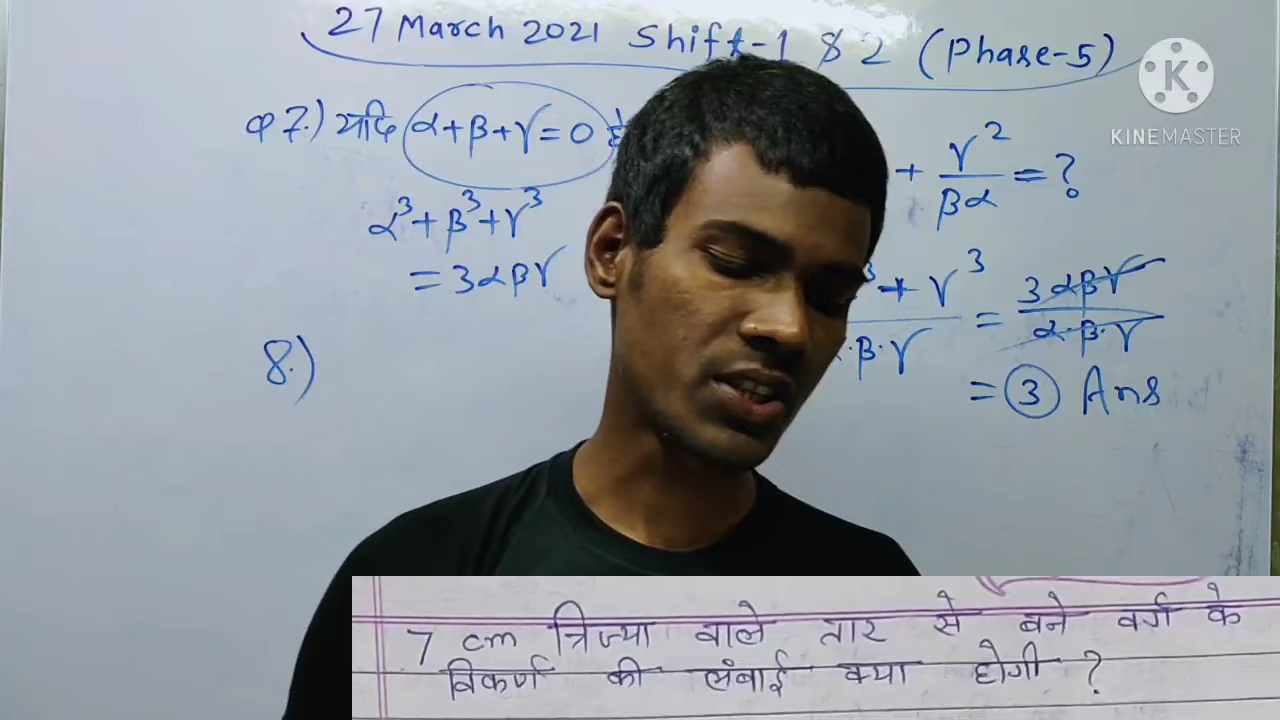 27 March 2021 Shift-1 & 2 (Phase-5)
K
KINEMASTER
Q7.) यदि α+β+γ=0 + γ²/βα = ?
α³+β³+γ³
= 3αβγ
³+γ³/·β·γ = 3αβγ/α·β·γ
= 3 Ans
8.)
7 cm त्रिज्या वाले तार से बने वर्ग के
विकर्ण की लंबाई क्या होगी ?